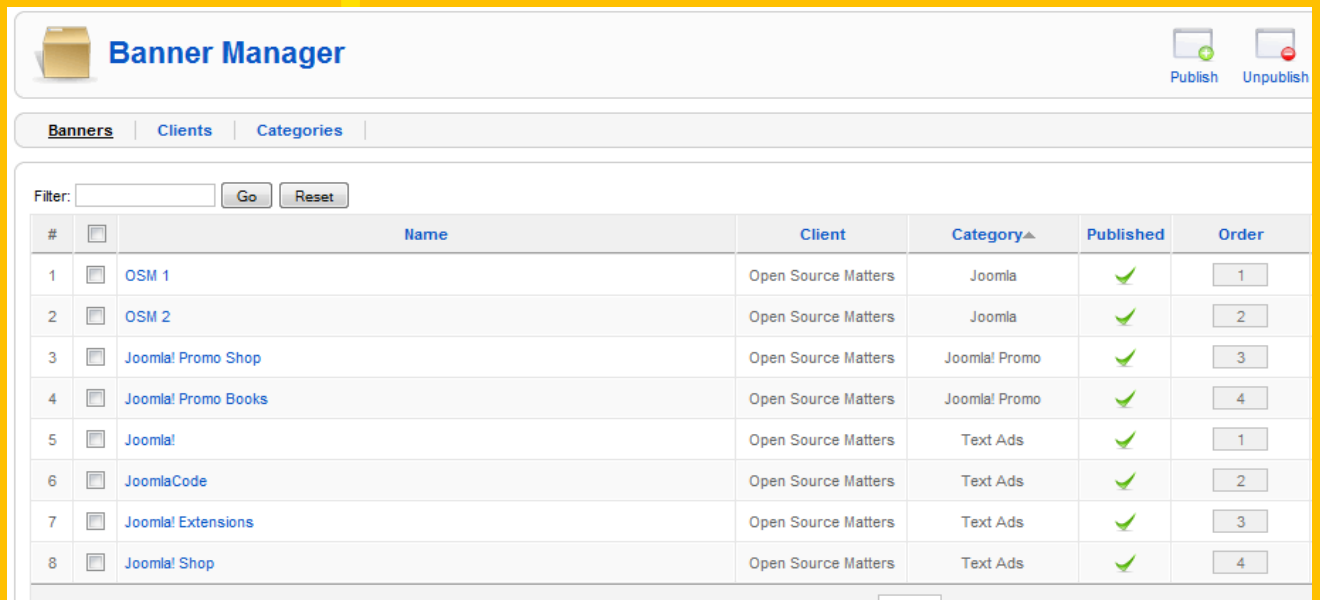 Banner Manager
Publish Unpublish
Banners Clients Categories
Filter: Go Reset
# Name Client Category Published Order
1 OSM 1 Open Source Matters Joomla 1
2 OSM 2 Open Source Matters Joomla 2
3 Joomla! Promo Shop Open Source Matters Joomla! Promo 3
4 Joomla! Promo Books Open Source Matters Joomla! Promo 4
5 Joomla! Open Source Matters Text Ads 1
6 JoomlaCode Open Source Matters Text Ads 2
7 Joomla! Extensions Open Source Matters Text Ads 3
8 Joomla! Shop Open Source Matters Text Ads 4